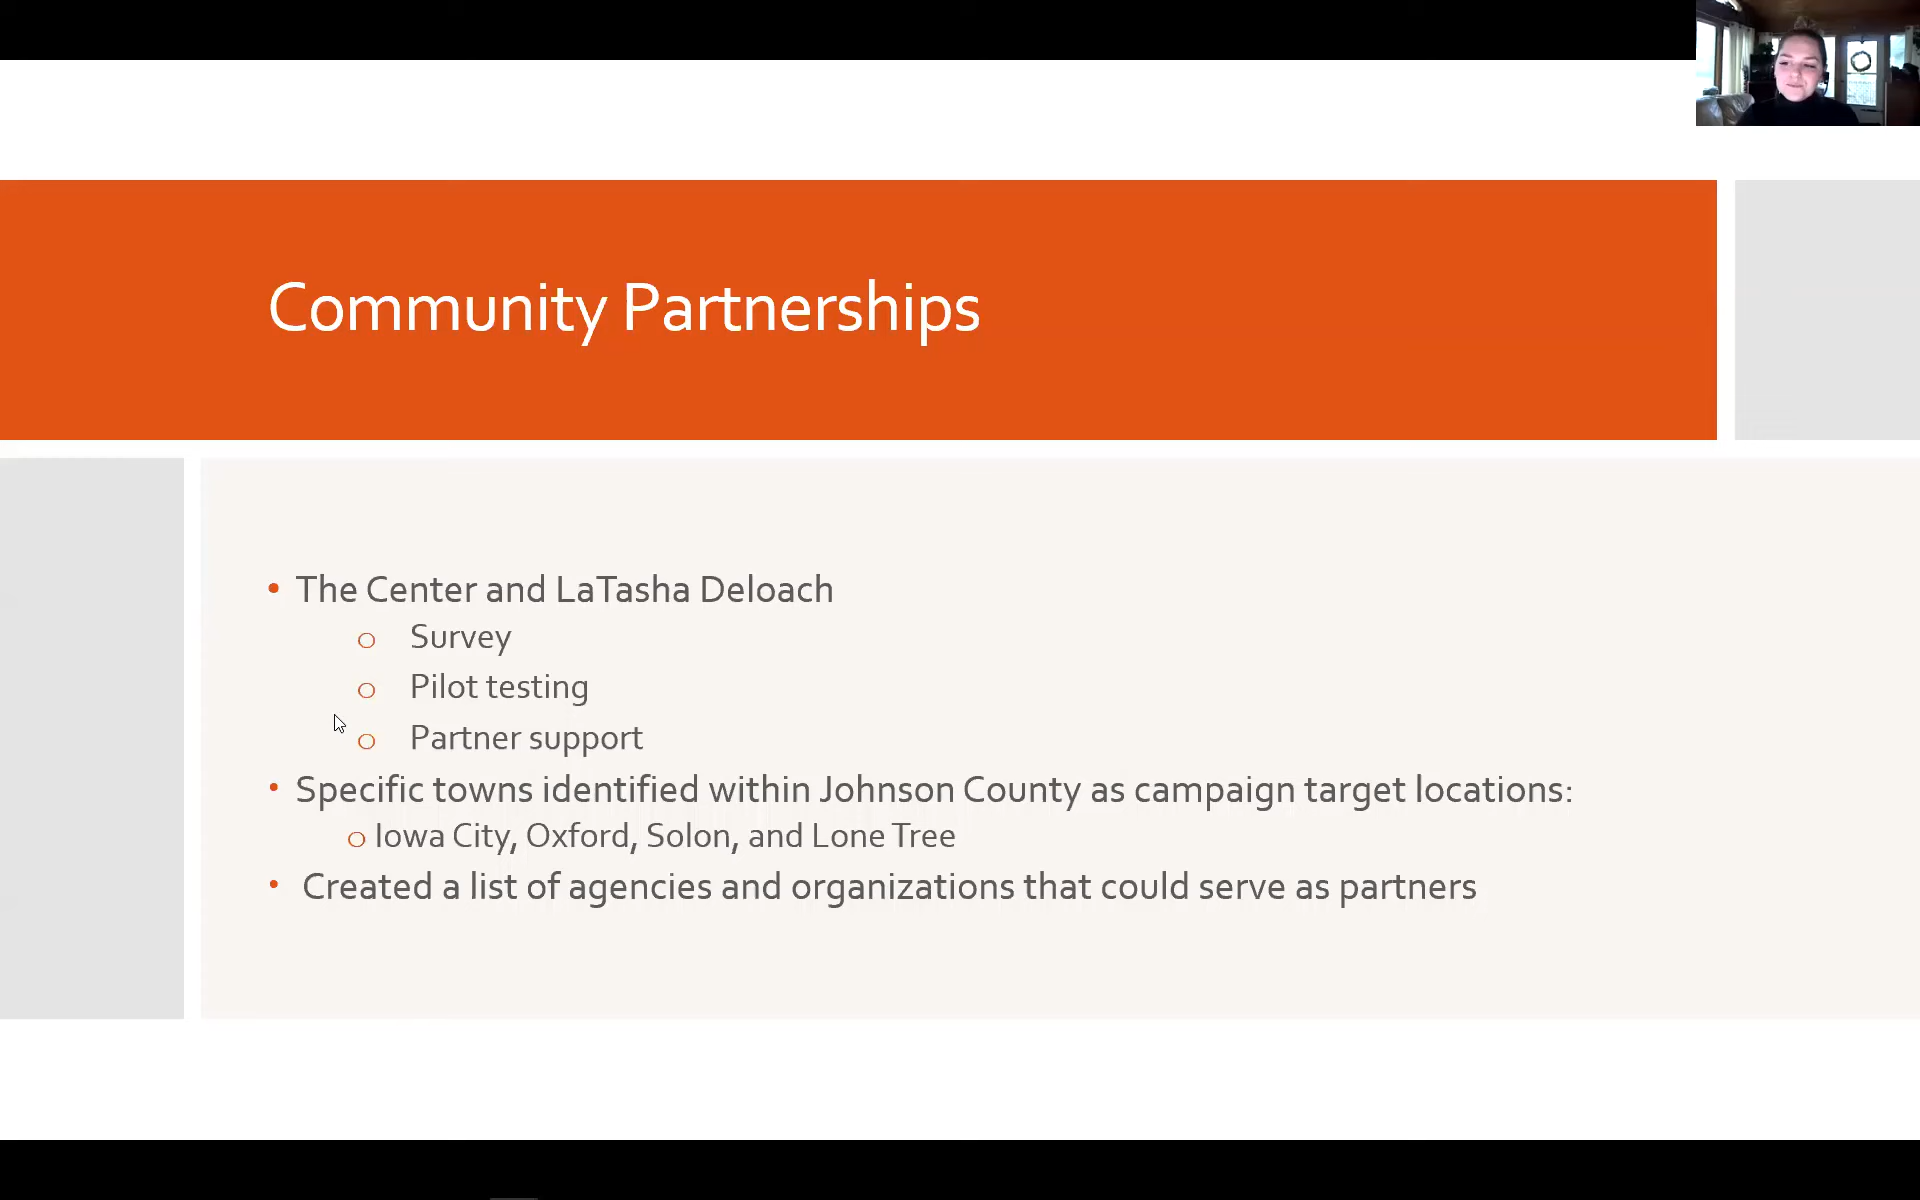 Community Partnerships
• The Center and LaTasha Deloach
o Survey
o Pilot testing
o Partner support
• Specific towns identified within Johnson County as campaign target locations:
o Iowa City, Oxford, Solon, and Lone Tree
• Created a list of agencies and organizations that could serve as partners